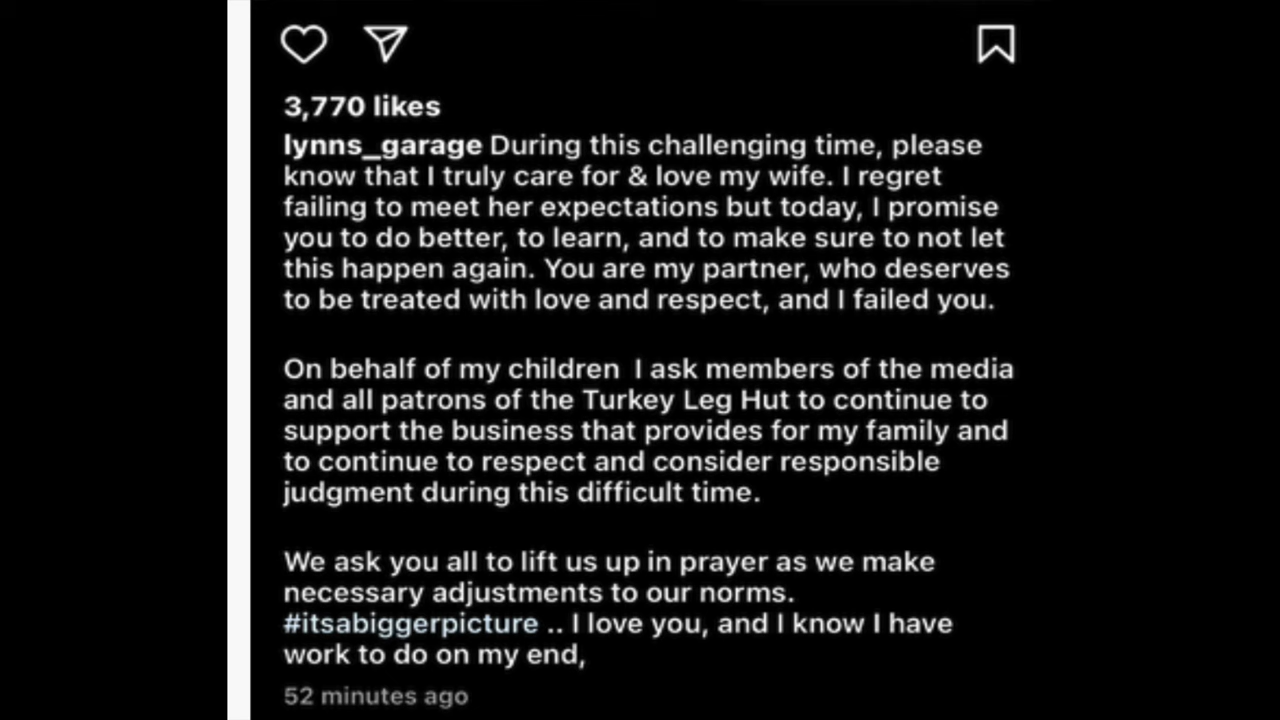 3,770 likes
lynns_garage During this challenging time, please
know that I truly care for & love my wife. I regret
failing to meet her expectations but today, I promise
you to do better, to learn, and to make sure to not let
this happen again. You are my partner, who deserves
to be treated with love and respect, and I failed you.
On behalf of my children  I ask members of the media
and all patrons of the Turkey Leg Hut to continue to
support the business that provides for my family and
to continue to respect and consider responsible
judgment during this difficult time.
We ask you all to lift us up in prayer as we make
necessary adjustments to our norms.
#itsabiggerpicture .. I love you, and I know I have
work to do on my end,
52 minutes ago